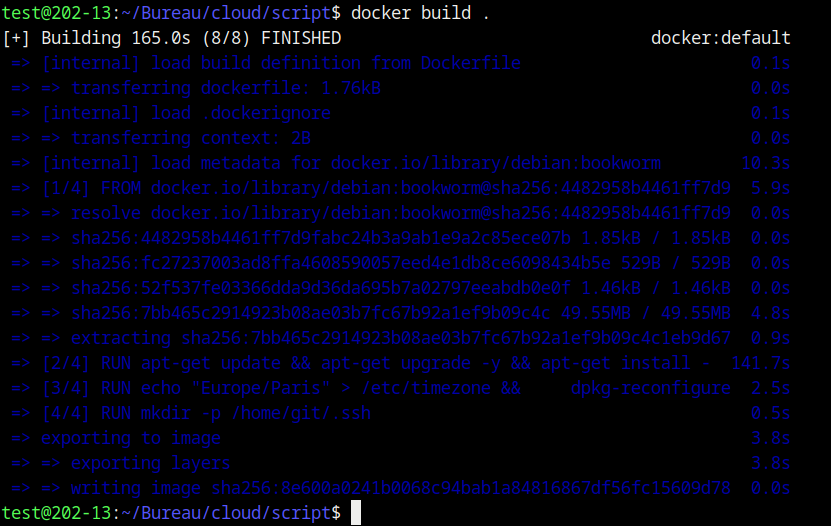 test@202-13:~/Bureau/cloud/script$ docker build .
[+] Building 165.0s (8/8) FINISHED docker:default
=> [internal] load build definition from Dockerfile 0.1s
=> => transferring dockerfile: 1.76kB 0.0s
=> [internal] load .dockerignore 0.1s
=> => transferring context: 2B 0.0s
=> [internal] load metadata for docker.io/library/debian:bookworm 10.3s
=> [1/4] FROM docker.io/library/debian:bookworm@sha256:4482958b4461ff7d9 5.9s
=> => resolve docker.io/library/debian:bookworm@sha256:4482958b4461ff7d9 0.0s
=> => sha256:4482958b4461ff7d9fabc24b3a9ab1e9a2c85ece07b 1.85kB / 1.85kB 0.0s
=> => sha256:fc27237003ad8ffa4608590057eed4e1db8ce6098434b5e 529B / 529B 0.0s
=> => sha256:52f537fe03366dda9d36da695b7a02797eeabdb0e0f 1.46kB / 1.46kB 0.0s
=> => sha256:7bb465c2914923b08ae03b7fc67b92a1ef9b09c4c 49.55MB / 49.55MB 4.8s
=> => extracting sha256:7bb465c2914923b08ae03b7fc67b92a1ef9b09c4c1eb9d67 0.9s
=> [2/4] RUN apt-get update && apt-get upgrade -y && apt-get install - 141.7s
=> [3/4] RUN echo "Europe/Paris" > /etc/timezone &&     dpkg-reconfigure 2.5s
=> [4/4] RUN mkdir -p /home/git/.ssh 0.5s
=> exporting to image 3.8s
=> => exporting layers 3.8s
=> => writing image sha256:8e600a0241b0068c94bab1a84816867df56fc15609d78 0.0s
test@202-13:~/Bureau/cloud/script$